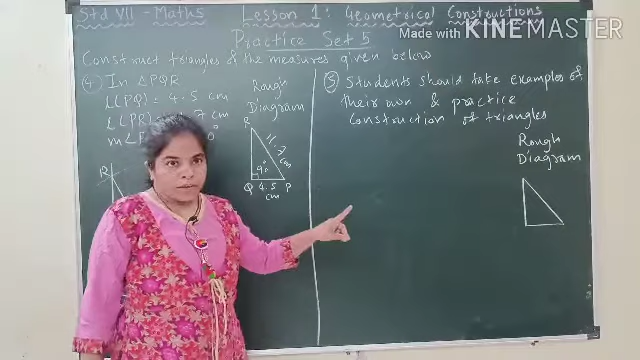 Std VII - Maths
Lesson 1: Geometrical Constructions
Made with KINEMASTER
Practice Set 5
Construct triangles of the measures given below
(4) In △PQR
l(PQ) = 4.5 cm
l(PR) = 7 cm
m∠
Rough
Diagram
R
11.7
cm
90°
Q 4.5 P
cm
R
(5) Students should take examples of
their own & practice
construction of triangles
Rough
Diagram